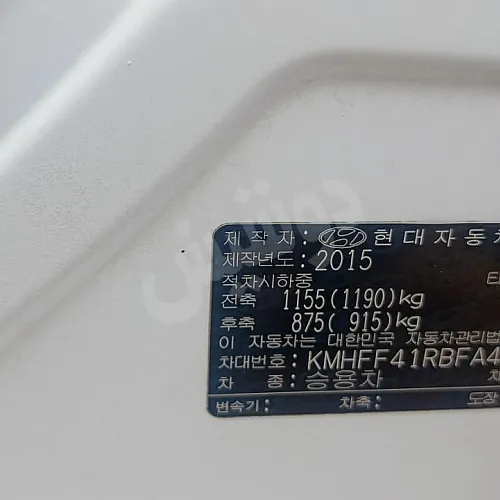 제 작 자: 현대자동차
제작년도: 2015
적차시하중
전축 1155(1190)kg
후축 875( 915)kg
이 자동차는 대한민국 자동차관리법
차대번호: KMHFF41RBFA4
차 종: 승용차
변속기: 차축: 도장